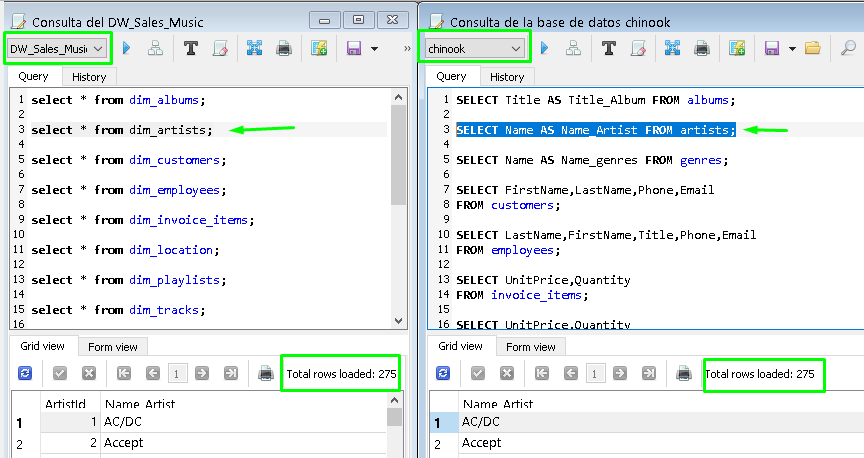 Consulta del DW_Sales_Music
DW_Sales_Musi
»
Query History
1 select * from dim_albums;
2
3 select * from dim_artists;
4
5 select * from dim_customers;
6
7 select * from dim_employees;
8
9 select * from dim_invoice_items;
10
11 select * from dim_location;
12
13 select * from dim_playlists;
14
15 select * from dim_tracks;
16
Grid view Form view
1 Total rows loaded: 275
ArtistId Name_Artist
1 1 AC/DC
2 2 Accept
Consulta de la base de datos chinook
chinook
Query History
1 SELECT Title AS Title_Album FROM albums;
2
3 SELECT Name AS Name_Artist FROM artists;
4
5 SELECT Name AS Name_genres FROM genres;
6
7 SELECT FirstName,LastName,Phone,Email
8 FROM customers;
9
10 SELECT LastName,FirstName,Title,Phone,Email
11 FROM employees;
12
13 SELECT UnitPrice,Quantity
14 FROM invoice_items;
15
16 SELECT UnitPrice,Quantity
Grid view Form view
1 Total rows loaded: 275
Name_Artist
1 AC/DC
2 Accept